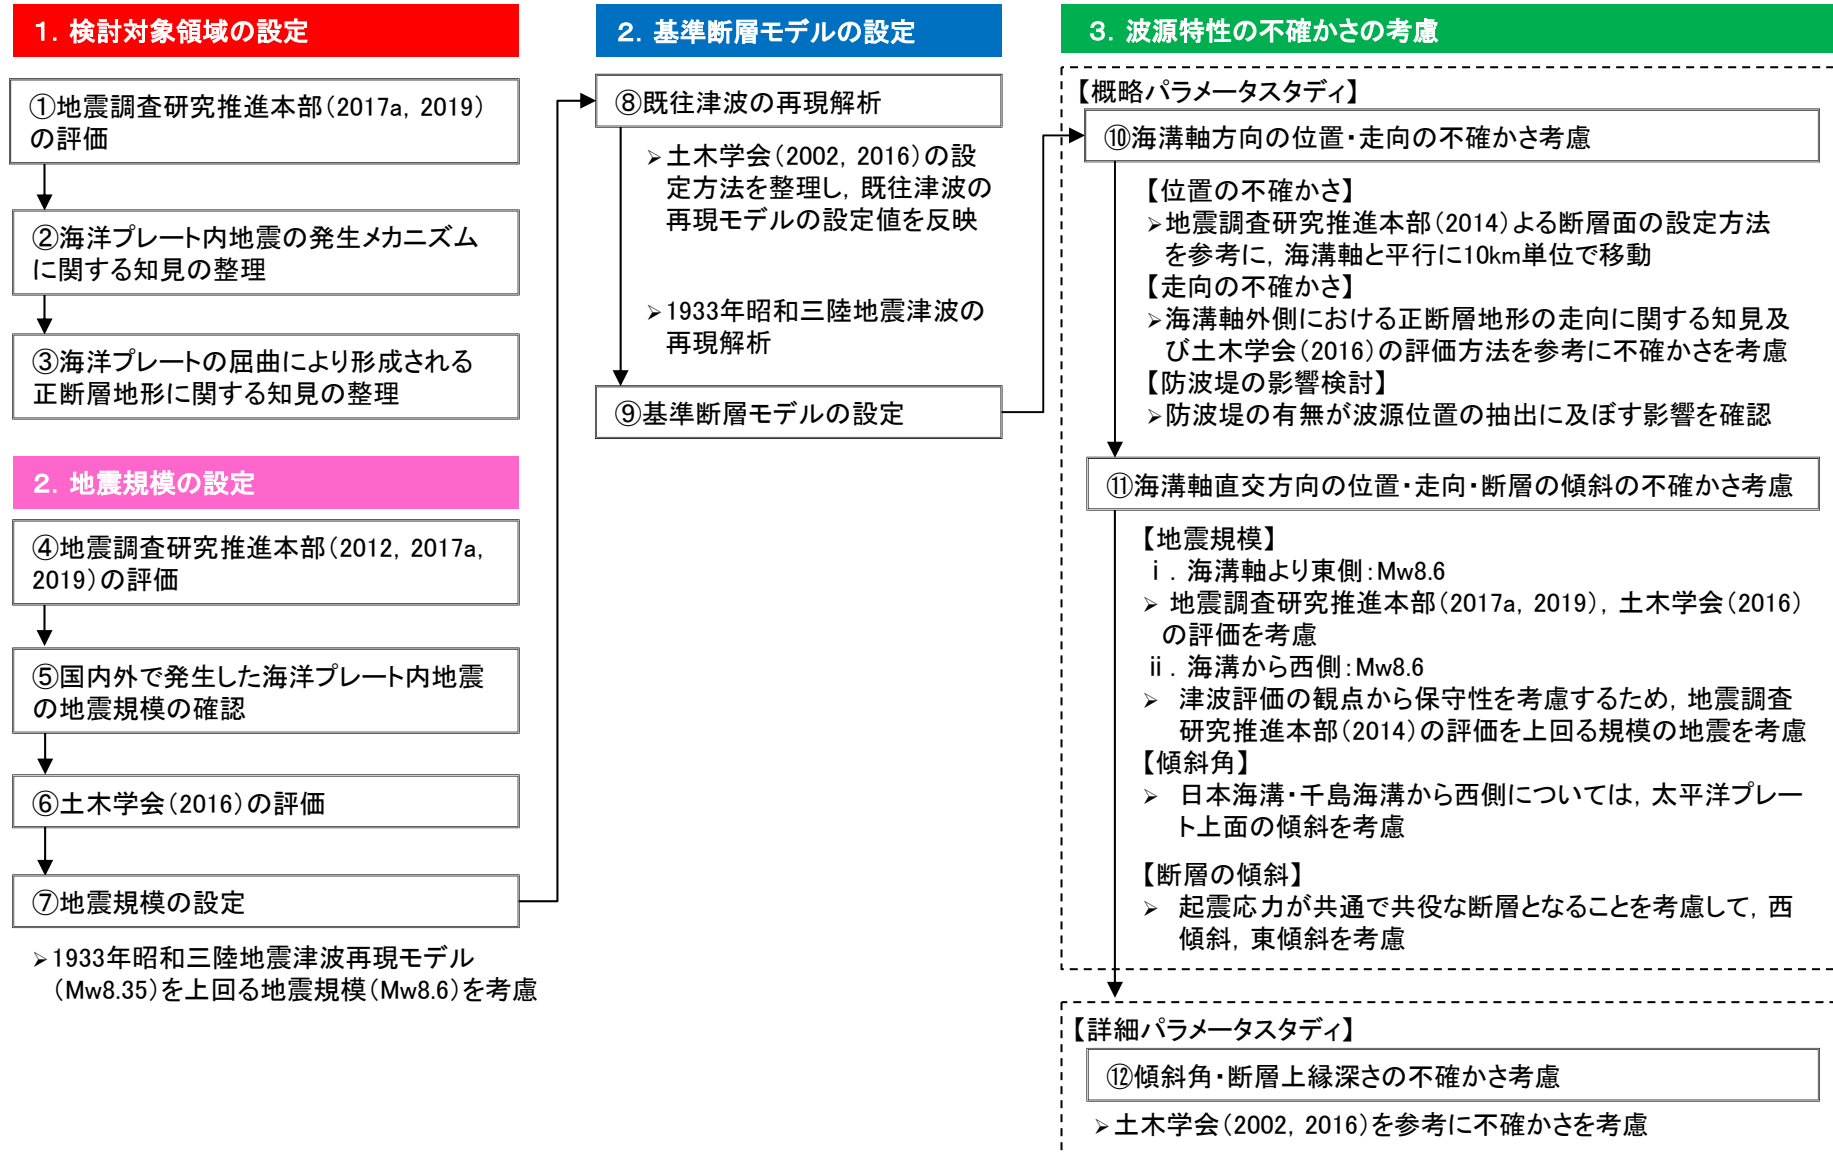 1. 検討対象領域の設定
①地震調査研究推進本部(2017a, 2019)
の評価
②海洋プレート内地震の発生メカニズム
に関する知見の整理
③海洋プレートの屈曲により形成される
正断層地形に関する知見の整理
2. 地震規模の設定
④地震調査研究推進本部(2012, 2017a,
2019)の評価
⑤国内外で発生した海洋プレート内地震
の地震規模の確認
⑥土木学会(2016)の評価
⑦地震規模の設定
➢1933年昭和三陸地震津波再現モデル
(Mw8.35)を上回る地震規模(Mw8.6)を考慮
2. 基準断層モデルの設定
⑧既往津波の再現解析
➢土木学会(2002, 2016)の設
定方法を整理し, 既往津波の
再現モデルの設定値を反映
➢1933年昭和三陸地震津波の
再現解析
⑨基準断層モデルの設定
3. 波源特性の不確かさの考慮
【概略パラメータスタディ】
⑩海溝軸方向の位置・走向の不確かさ考慮
【位置の不確かさ】
➢地震調査研究推進本部(2014)よる断層面の設定方法
を参考に, 海溝軸と平行に10km単位で移動
【走向の不確かさ】
➢海溝軸外側における正断層地形の走向に関する知見及
び土木学会(2016)の評価方法を参考に不確かさを考慮
【防波堤の影響検討】
➢防波堤の有無が波源位置の抽出に及ぼす影響を確認
⑪海溝軸直交方向の位置・走向・断層の傾斜の不確かさ考慮
【地震規模】
ⅰ. 海溝軸より東側:Mw8.6
➢ 地震調査研究推進本部(2017a, 2019), 土木学会(2016)
の評価を考慮
ⅱ. 海溝から西側:Mw8.6
➢ 津波評価の観点から保守性を考慮するため, 地震調査
研究推進本部(2014)の評価を上回る規模の地震を考慮
【傾斜角】
➢ 日本海溝・千島海溝から西側については, 太平洋プレー
ト上面の傾斜を考慮
【断層の傾斜】
➢ 起震応力が共通で共役な断層となることを考慮して, 西
傾斜, 東傾斜を考慮
【詳細パラメータスタディ】
⑫傾斜角・断層上縁深さの不確かさ考慮
➢土木学会(2002, 2016)を参考に不確かさを考慮